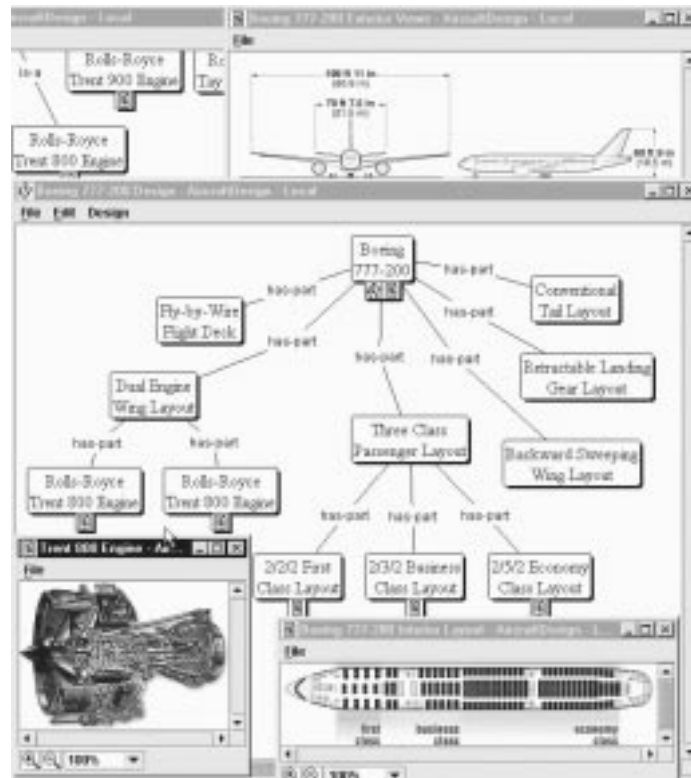 AircraftDesign - Local
Boeing 777-200 Exterior Views - AircraftDesign - Local
File
is-a
Rolls-Royce
Trent 900 Engine
Tay
Rolls-Royce
Trent 800 Engine
Boeing 777-200 Design - AircraftDesign - Local
File Edit Design
Boeing
777-200
has-part
has-part
has-part
has-part
has-part
has-part
Fly-by-Wire
Flight Deck
Conventional
Tail Layout
Retractable Landing
Gear Layout
Dual Engine
Wing Layout
Three Class
Passenger Layout
Backward Sweeping
Wing Layout
has-part
has-part
Rolls-Royce
Trent 800 Engine
Rolls-Royce
Trent 800 Engine
has-part
has-part
has-part
2/2/2 First
Class Layout
2/3/2 Business
Class Layout
2/5/2 Economy
Class Layout
Trent 800 Engine
File
100%
Boeing 777-200 Interior Layout - AircraftDesign - L...
File
first
class
business
class
economy
class
100%